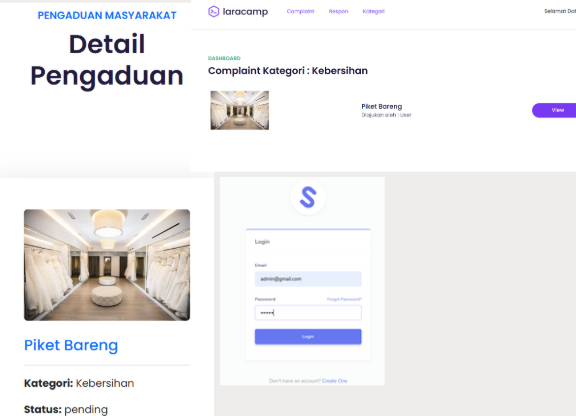 PENGADUAN MASYARAKAT
Detail
Pengaduan
Piket Bareng
Kategori: Kebersihan
Status: pending
laracamp
Complaint Respon Kategori
Selamat Dat
DASHBOARD
Complaint Kategori : Kebersihan
Piket Bareng
Diajukan oleh : User
View
S
Login
Email
admin@gmail.com
Password Forgot Password?
•••••
Login
Don't have an account? Create One